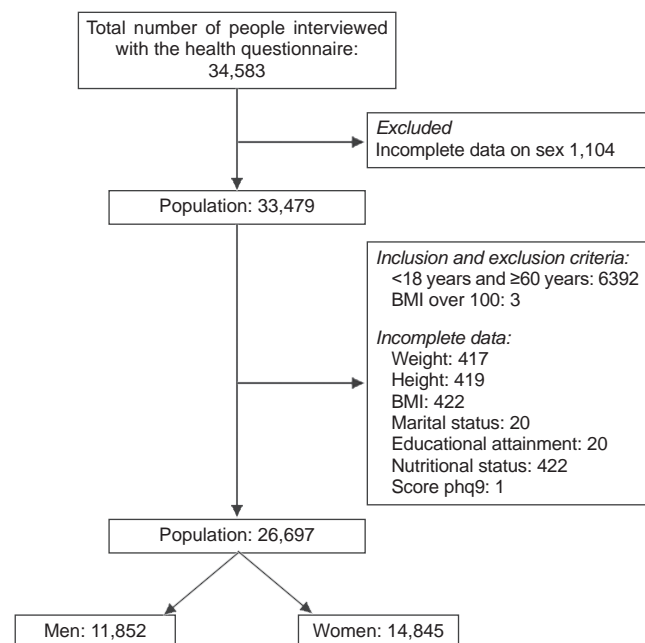 Total number of people interviewed
with the health questionnaire:
34,583
Excluded
Incomplete data on sex 1,104
Population: 33,479
Inclusion and exclusion criteria:
<18 years and ≥60 years: 6392
BMI over 100: 3
Incomplete data:
Weight: 417
Height: 419
BMI: 422
Marital status: 20
Educational attainment: 20
Nutritional status: 422
Score phq9: 1
Population: 26,697
Men: 11,852
Women: 14,845